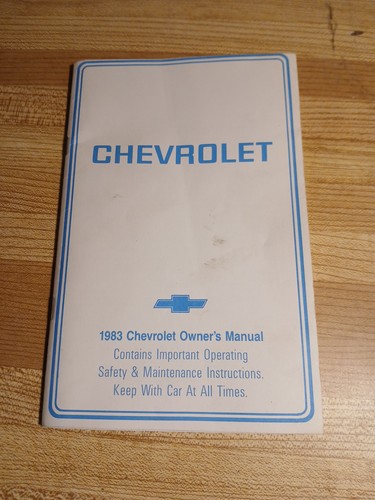 CHEVROLET
1983 Chevrolet Owner's Manual
Contains Important Operating
Safety & Maintenance Instructions.
Keep With Car At All Times.